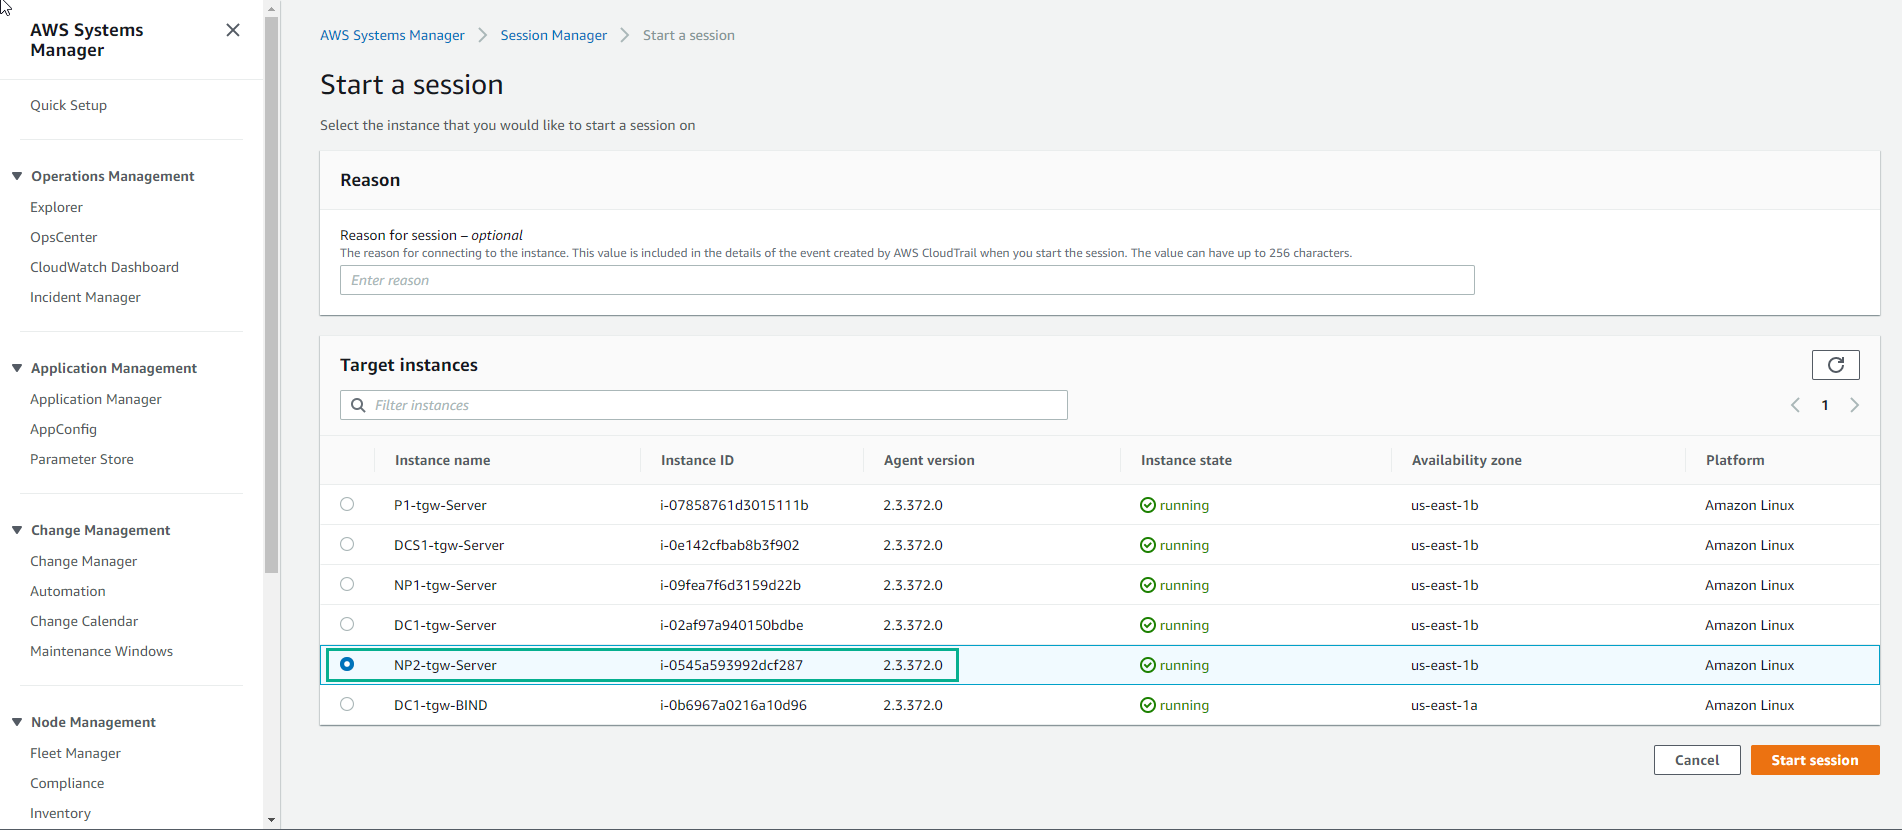 AWS Systems
Manager
Quick Setup
Operations Management
Explorer
OpsCenter
CloudWatch Dashboard
Incident Manager
Application Management
Application Manager
AppConfig
Parameter Store
Change Management
Change Manager
Automation
Change Calendar
Maintenance Windows
Node Management
Fleet Manager
Compliance
Inventory
AWS Systems Manager > Session Manager > Start a session
Start a session
Select the instance that you would like to start a session on
Reason
Reason for session – optional
The reason for connecting to the instance. This value is included in the details of the event created by AWS CloudTrail when you start the session. The value can have up to 256 characters.
Enter reason
Target instances
Filter instances
1
Instance name Instance ID Agent version Instance state Availability zone Platform
P1-tgw-Server i-07858761d3015111b 2.3.372.0 running us-east-1b Amazon Linux
DCS1-tgw-Server i-0e142cfbab8b3f902 2.3.372.0 running us-east-1b Amazon Linux
NP1-tgw-Server i-09fea7f6d3159d22b 2.3.372.0 running us-east-1b Amazon Linux
DC1-tgw-Server i-02af97a940150bdbe 2.3.372.0 running us-east-1b Amazon Linux
NP2-tgw-Server i-0545a593992dcf287 2.3.372.0 running us-east-1b Amazon Linux
DC1-tgw-BIND i-0b6967a0216a10d96 2.3.372.0 running us-east-1a Amazon Linux
Cancel Start session